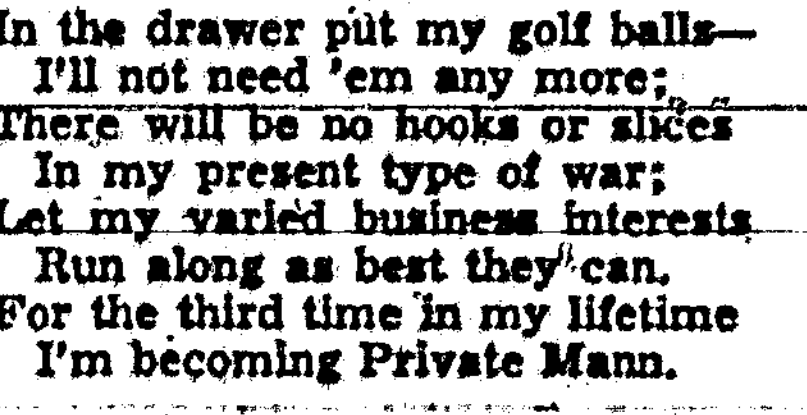 In the drawer put my golf balls—
I'll not need 'em any more;
There will be no hooks or slices
In my present type of war;
Let my varied business interests
Run along as best they can.
For the third time in my lifetime
I'm becoming Private Mann.